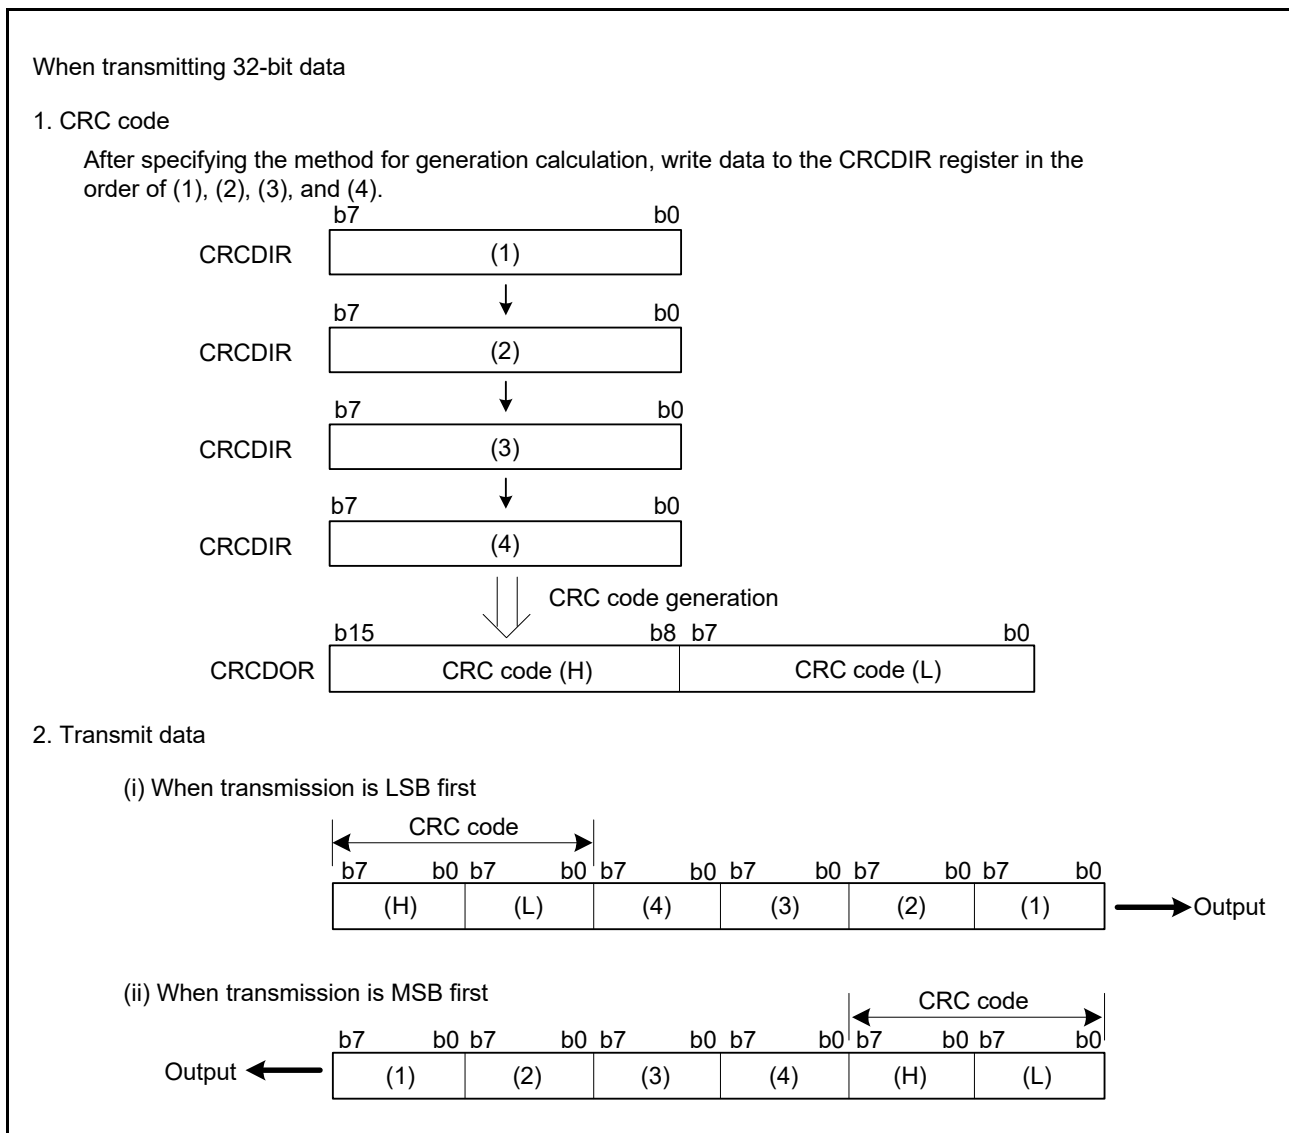 When transmitting 32-bit data
1. CRC code
After specifying the method for generation calculation, write data to the CRCDIR register in the
order of (1), (2), (3), and (4).
b7 b0
CRCDIR (1)
b7 b0
CRCDIR (2)
b7 b0
CRCDIR (3)
b7 b0
CRCDIR (4)
CRC code generation
b15 b8 b7 b0
CRCDOR CRC code (H) CRC code (L)
2. Transmit data
(i) When transmission is LSB first
CRC code
b7 b0 b7 b0 b7 b0 b7 b0 b7 b0 b7 b0
(H) (L) (4) (3) (2) (1) Output
(ii) When transmission is MSB first
CRC code
b7 b0 b7 b0 b7 b0 b7 b0 b7 b0 b7 b0
Output (1) (2) (3) (4) (H) (L)